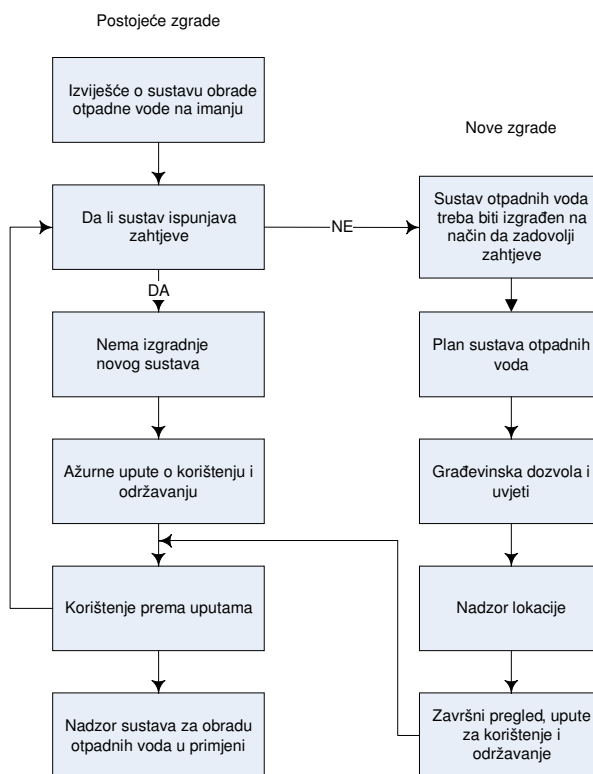 Postojeće zgrade
Izviješće o sustavu obrade
otpadne vode na imanju
Da li sustav ispunjava
zahtjeve
NE
DA
Nema izgradnje
novog sustava
Ažurne upute o korištenju i
održavanju
Korištenje prema uputama
Nadzor sustava za obradu
otpadnih voda u primjeni
Nove zgrade
Sustav otpadnih voda
treba biti izgrađen na
način da zadovolji
zahtjeve
Plan sustava otpadnih
voda
Građevinska dozvola i
uvjeti
Nadzor lokacije
Završni pregled, upute
za korištenje i
održavanje